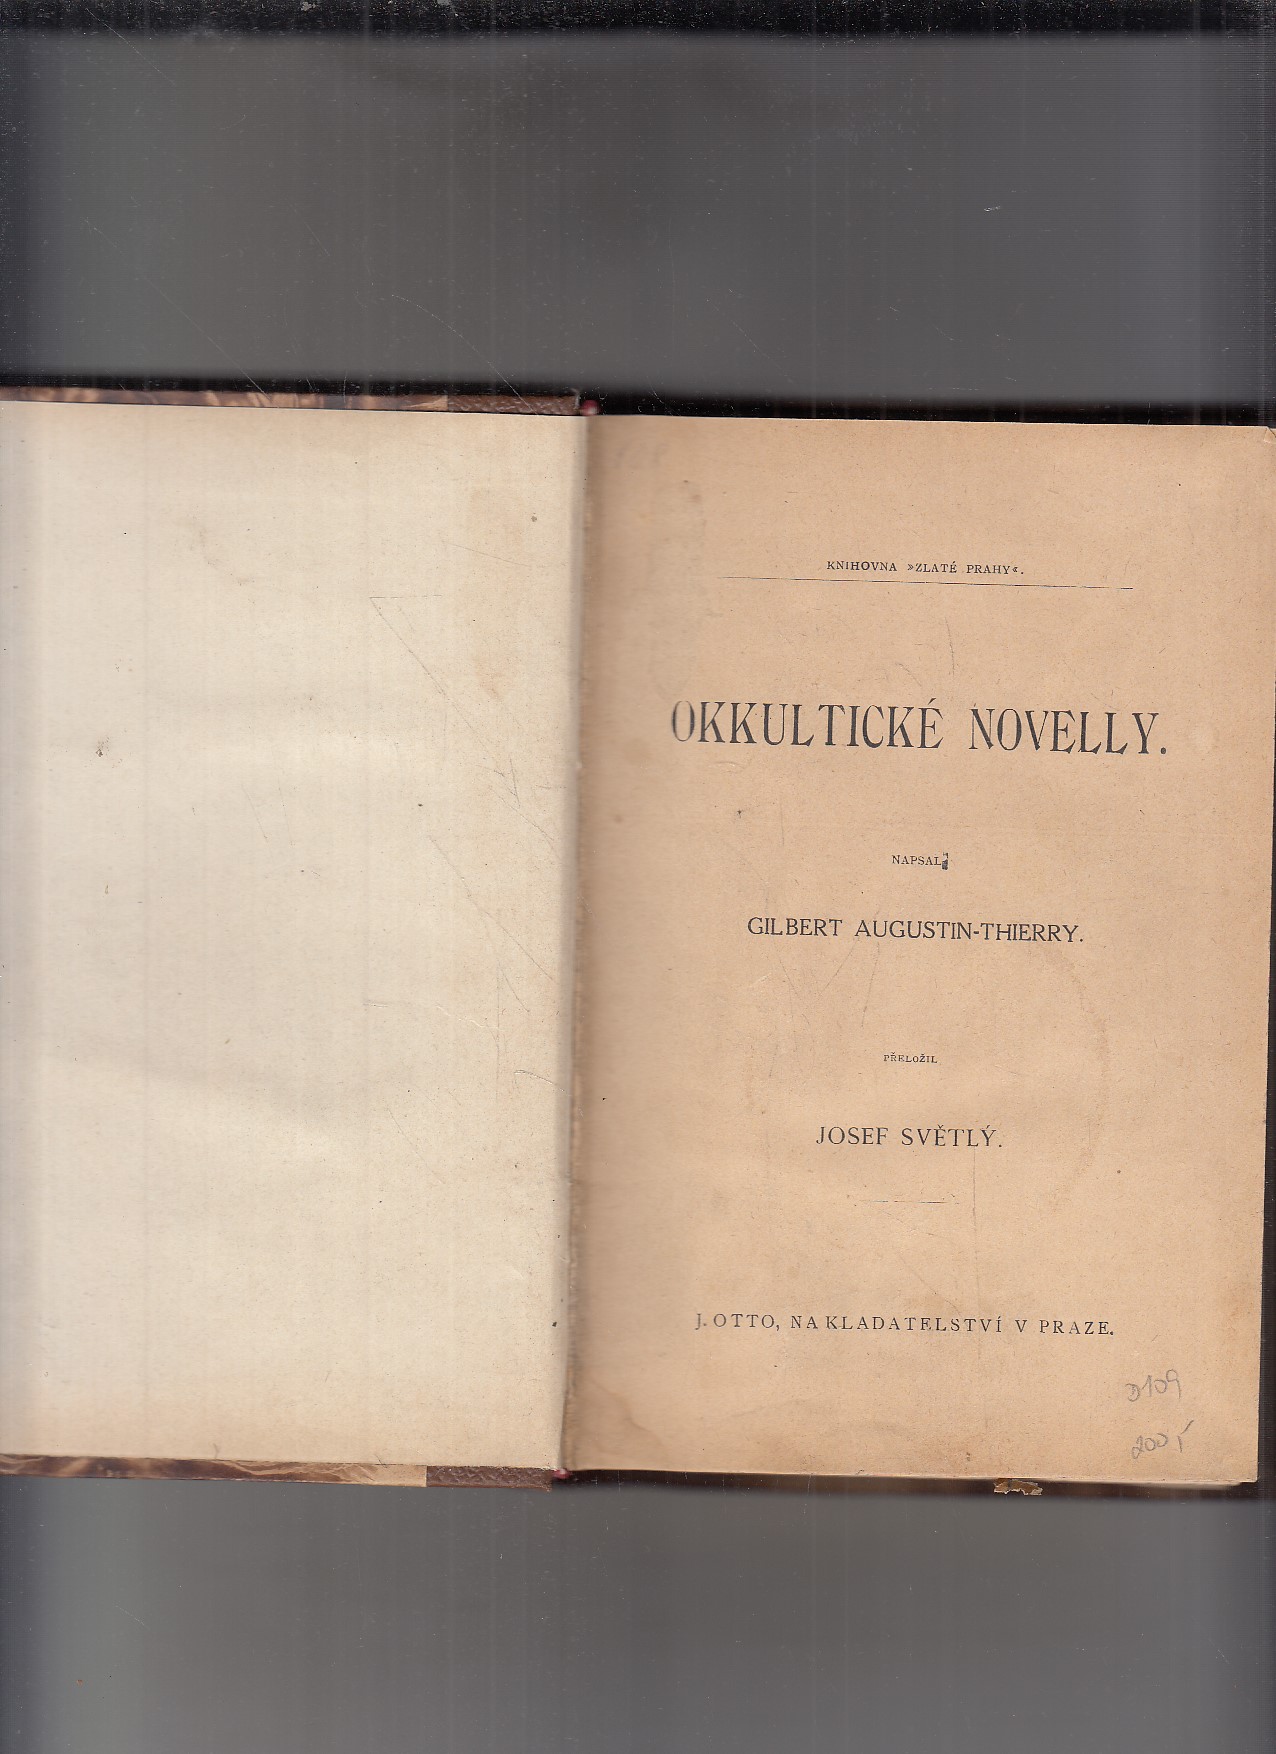 KNIHOVNA »ZLATÉ PRAHY«.
OKKULTICKÉ NOVELLY.
NAPSAL
GILBERT AUGUSTIN-THIERRY.
PŘELOŽIL
JOSEF SVĚTLÝ.
J. OTTO, NAKLADATELSTVÍ V PRAZE.
D109